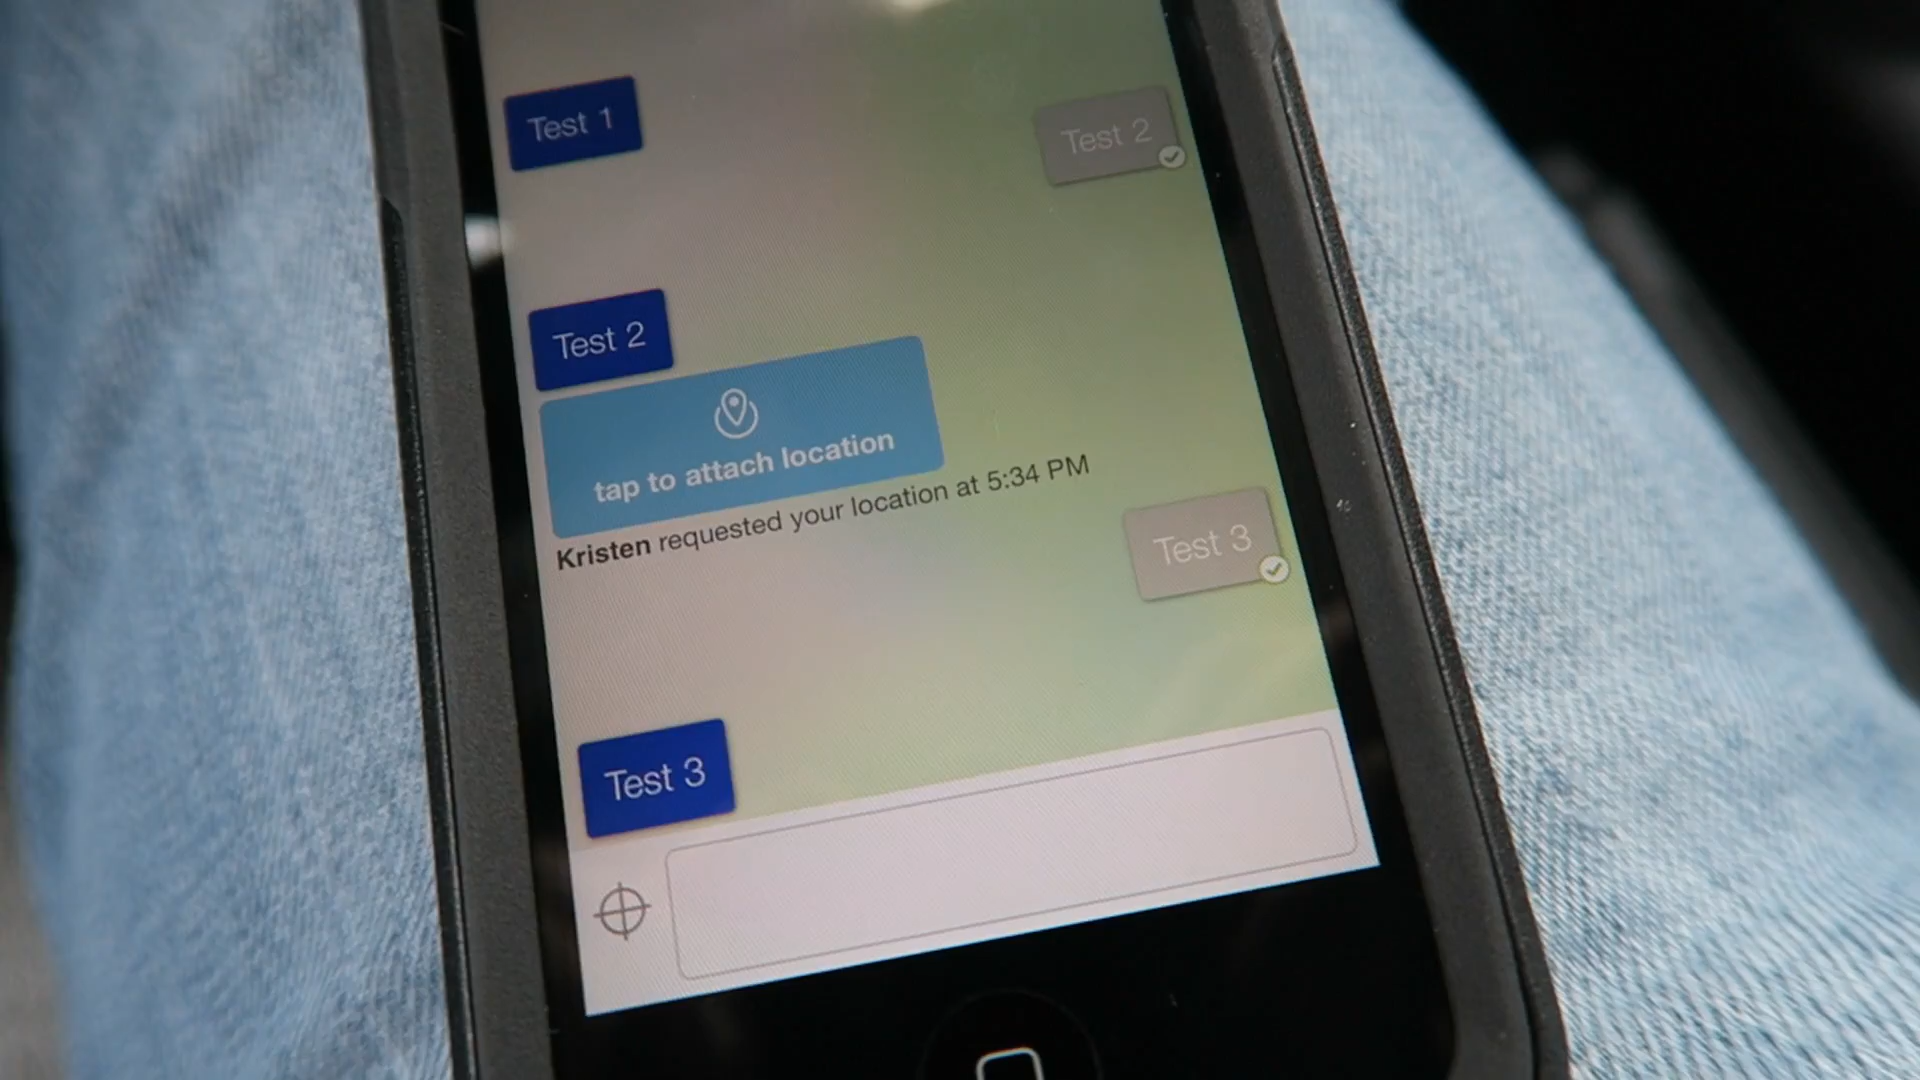 Test 1
Test 2
Test 2
tap to attach location
Kristen requested your location at 5:34 PM
Test 3
Test 3